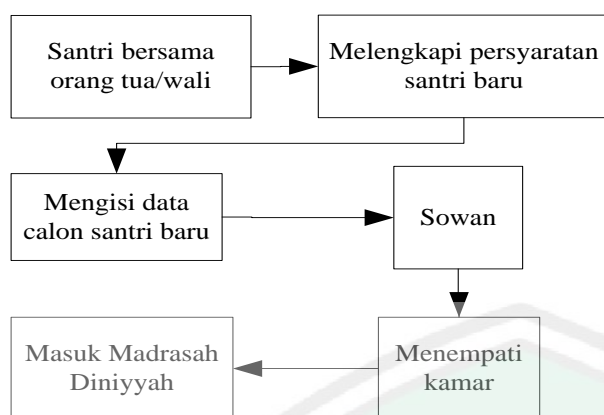 Santri bersama
orang tua/wali
Melengkapi persyaratan
santri baru
Mengisi data
calon santri baru
Sowan
Menempati
kamar
Masuk Madrasah
Diniyyah